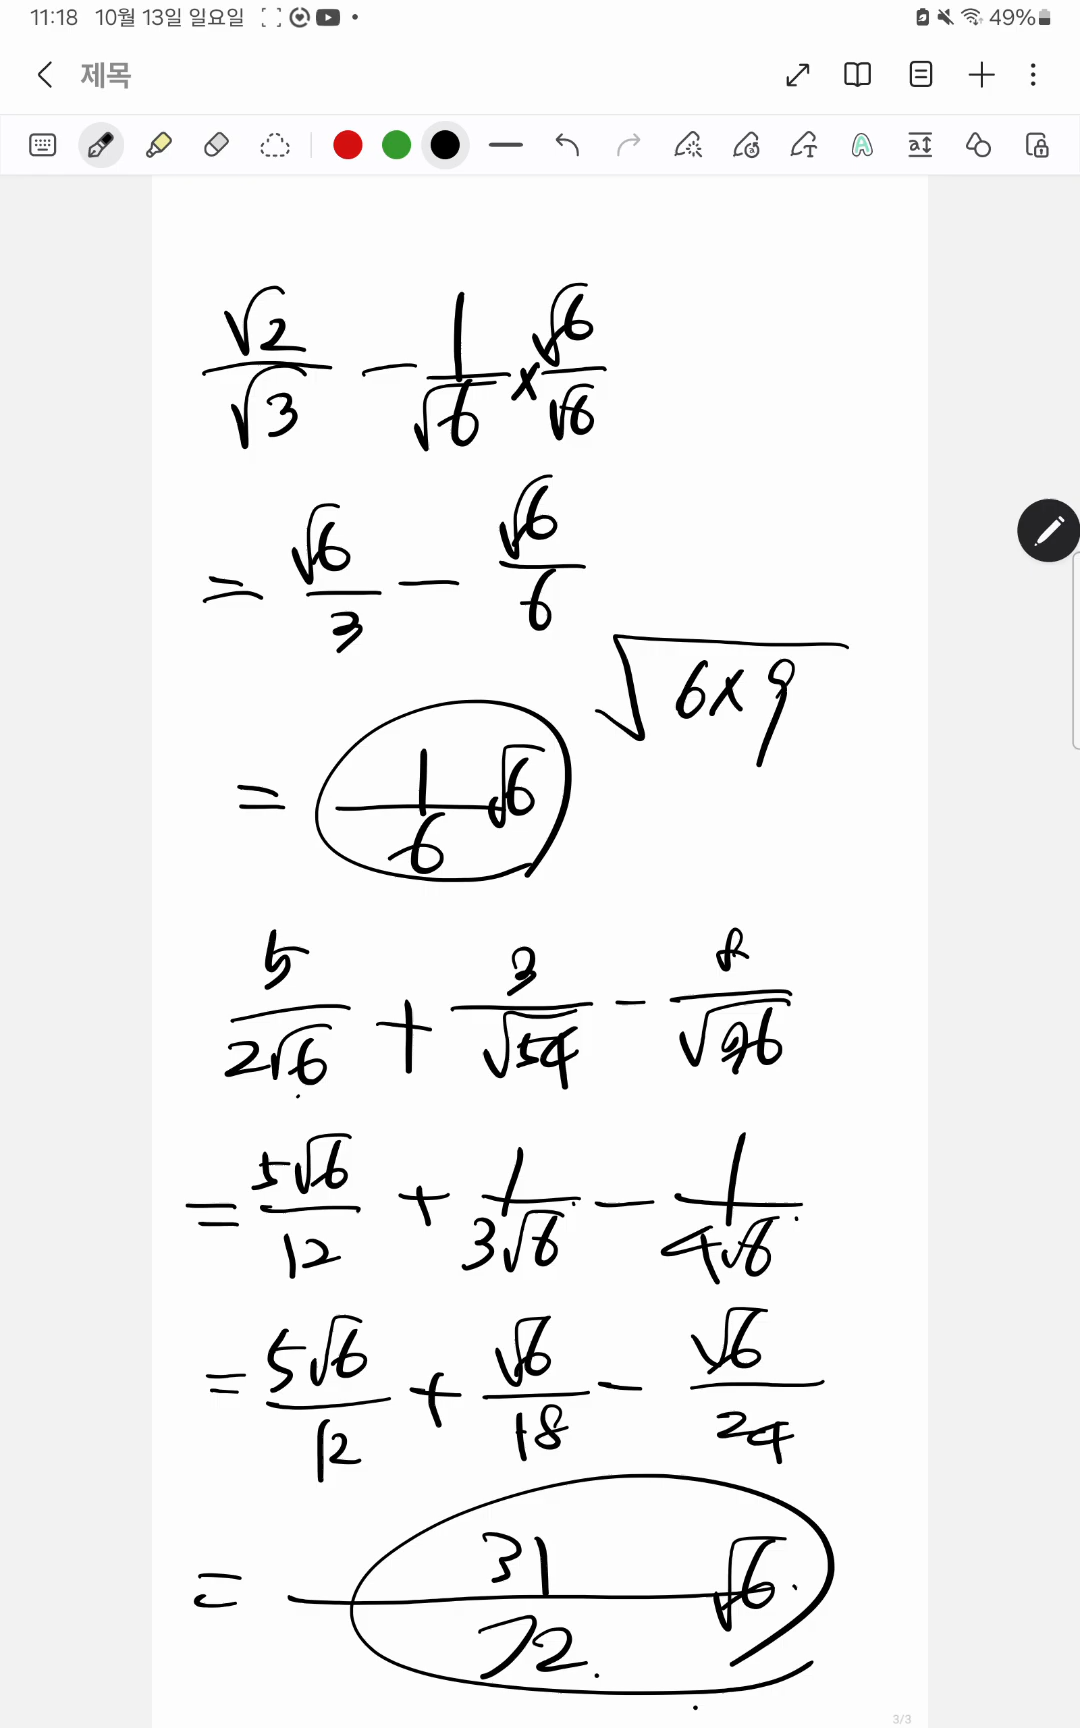 11:18 10월 13일 일요일 49%
제목
√2/√3 - 1/√6 × √6/√6
= √6/3 - √6/6
√6×9
= 1/6 √6
5/2√6 + 3/√54 - 8/√96
= 5√6/12 + 1/3√6 - 1/4√6
= 5√6/12 + √6/18 - √6/24
= 31/72 √6
3/3